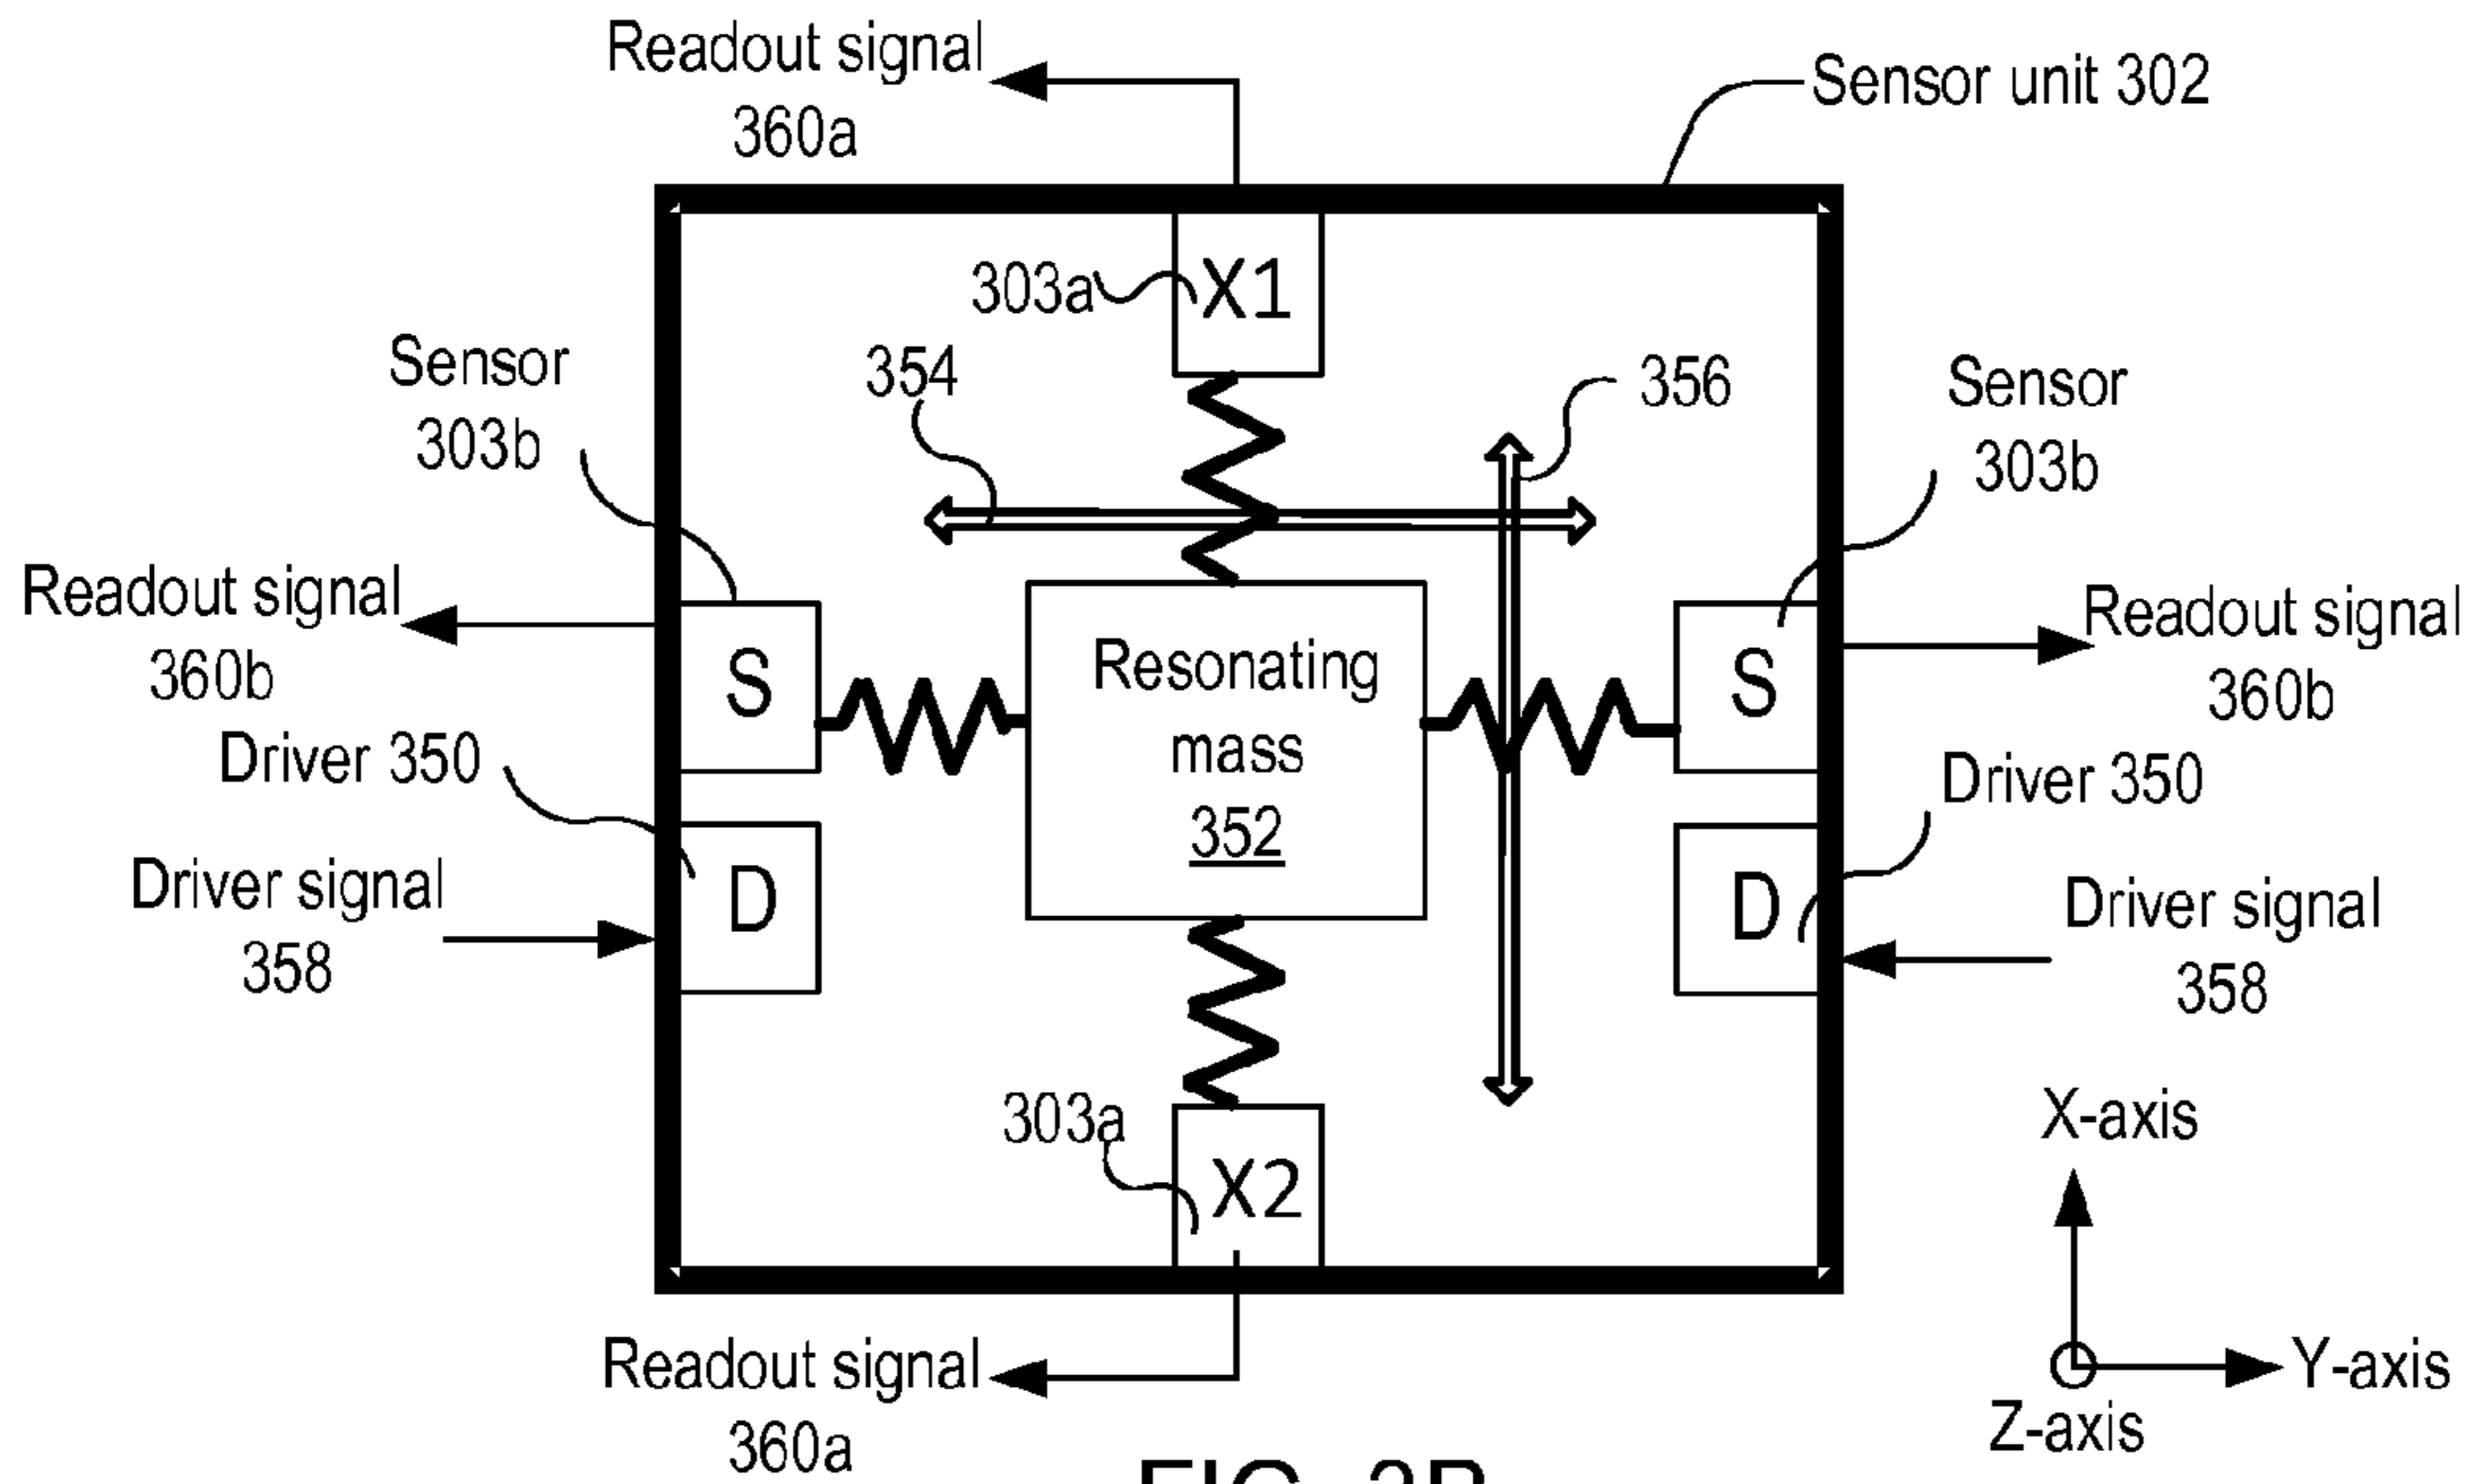 Readout signal
360a
Sensor unit 302
303a
X1
354
356
Sensor
303b
Sensor
303b
Readout signal
360b
S
Resonating
mass
352
S
Readout signal
360b
Driver 350
Driver 350
Driver signal
358
D
D
Driver signal
358
303a
X2
X-axis
Y-axis
Z-axis
Readout signal
360a